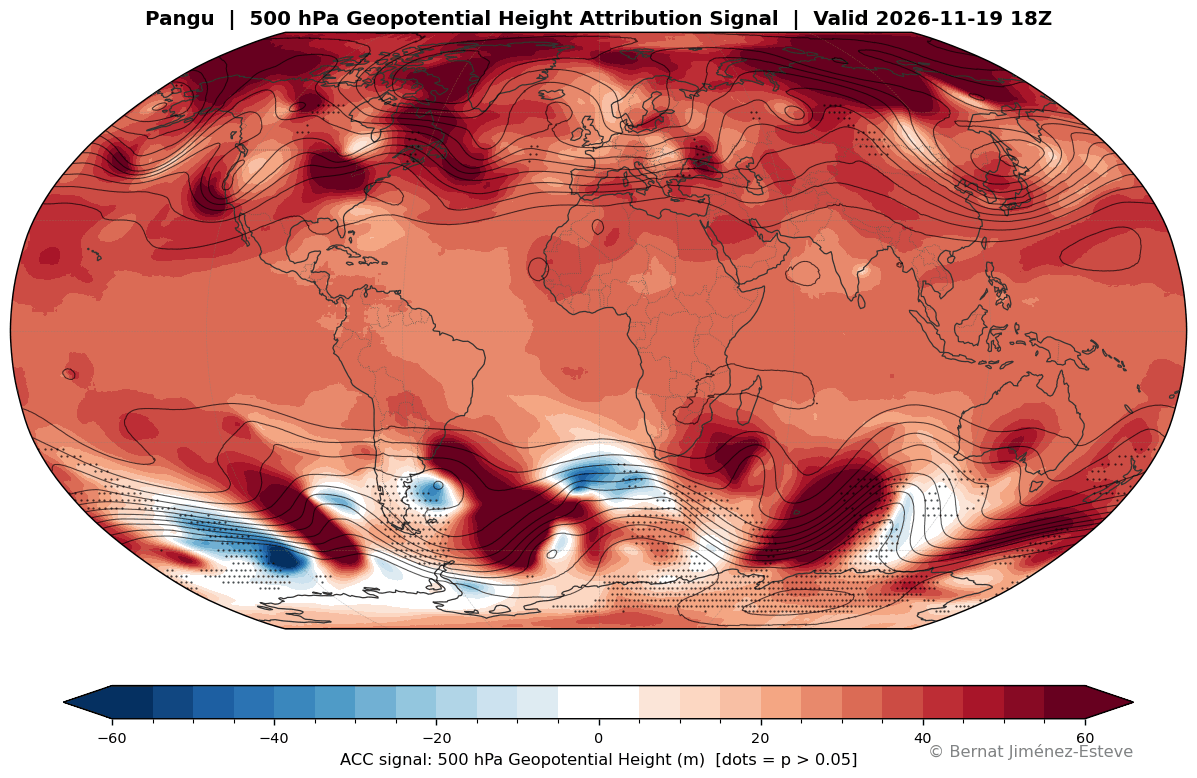 Pangu  |  500 hPa Geopotential Height Attribution Signal  |  Valid 2026-11-19 18Z
−60 −40 −20 0 20 40 60
© Bernat Jiménez-Esteve
ACC signal: 500 hPa Geopotential Height (m)  [dots = p > 0.05]